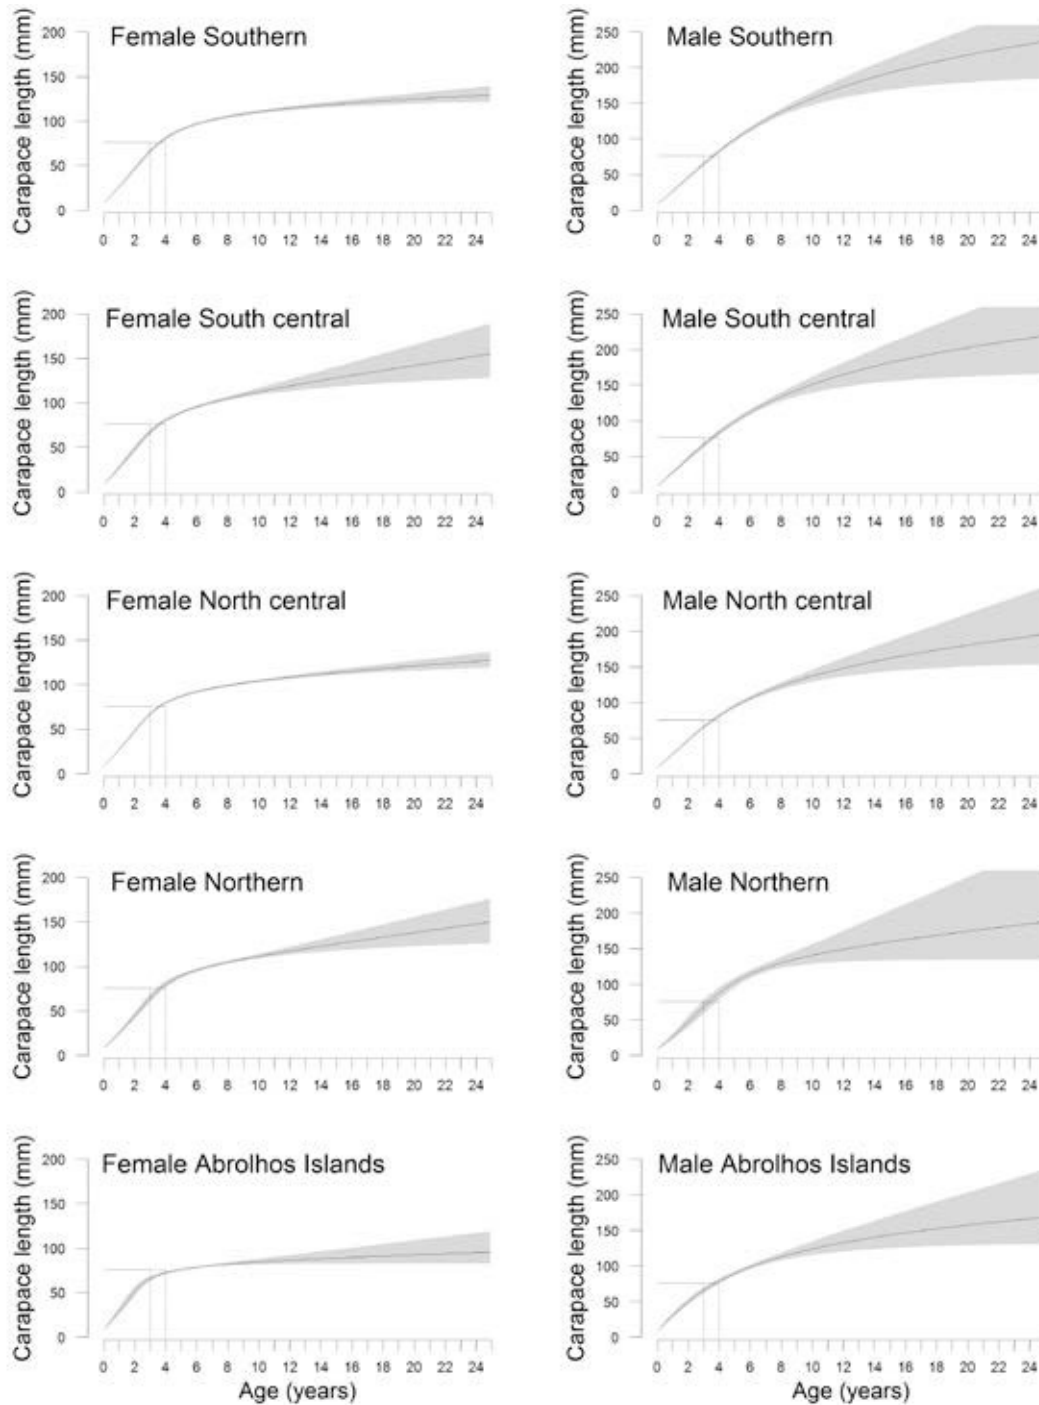 Female Southern
Carapace length (mm)
200
150
100
50
0
0 2 4 6 8 10 12 14 16 18 20 22 24
Male Southern
Carapace length (mm)
250
200
150
100
50
0
0 2 4 6 8 10 12 14 16 18 20 22 24
Female South central
Carapace length (mm)
200
150
100
50
0
0 2 4 6 8 10 12 14 16 18 20 22 24
Male South central
Carapace length (mm)
250
200
150
100
50
0
0 2 4 6 8 10 12 14 16 18 20 22 24
Female North central
Carapace length (mm)
200
150
100
50
0
0 2 4 6 8 10 12 14 16 18 20 22 24
Male North central
Carapace length (mm)
250
200
150
100
50
0
0 2 4 6 8 10 12 14 16 18 20 22 24
Female Northern
Carapace length (mm)
200
150
100
50
0
0 2 4 6 8 10 12 14 16 18 20 22 24
Male Northern
Carapace length (mm)
250
200
150
100
50
0
0 2 4 6 8 10 12 14 16 18 20 22 24
Female Abrolhos Islands
Carapace length (mm)
200
150
100
50
0
0 2 4 6 8 10 12 14 16 18 20 22 24
Age (years)
Male Abrolhos Islands
Carapace length (mm)
250
200
150
100
50
0
0 2 4 6 8 10 12 14 16 18 20 22 24
Age (years)